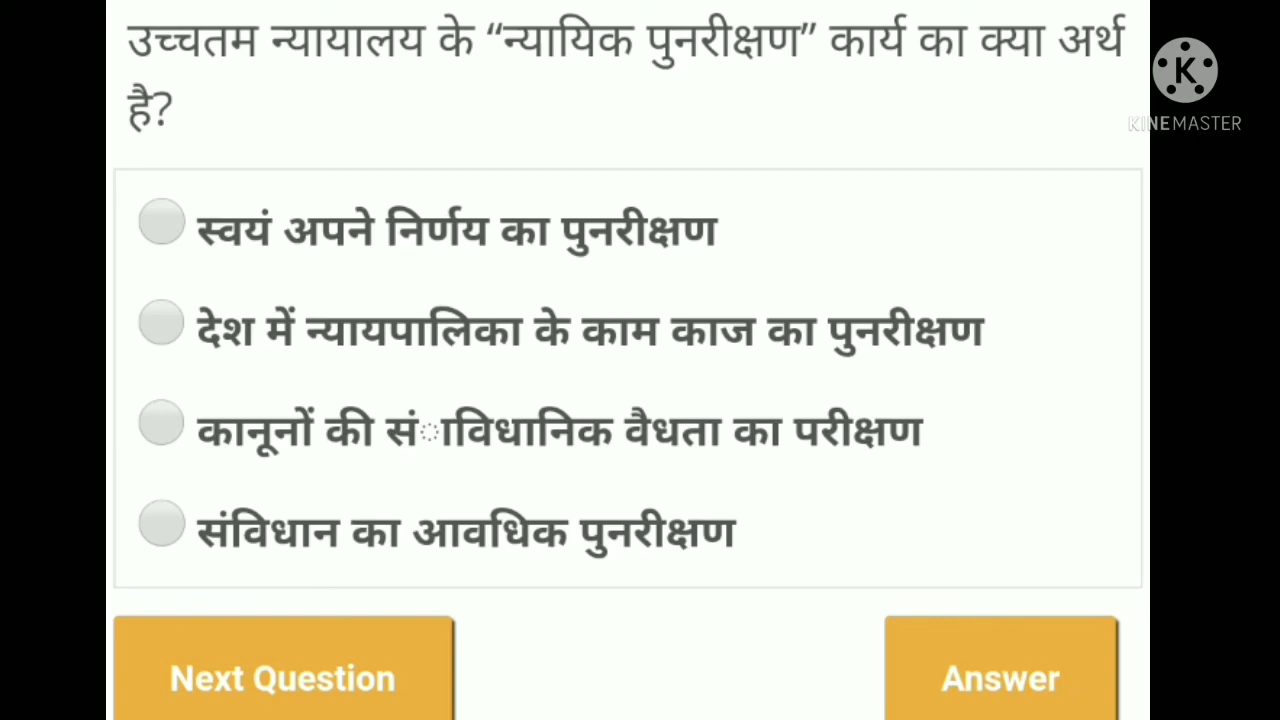 उच्चतम न्यायालय के “न्यायिक पुनरीक्षण” कार्य का क्या अर्थ
है?
KINEMASTER
स्वयं अपने निर्णय का पुनरीक्षण
देश में न्यायपालिका के काम काज का पुनरीक्षण
कानूनों की संाविधानिक वैधता का परीक्षण
संविधान का आवधिक पुनरीक्षण
Next Question
Answer